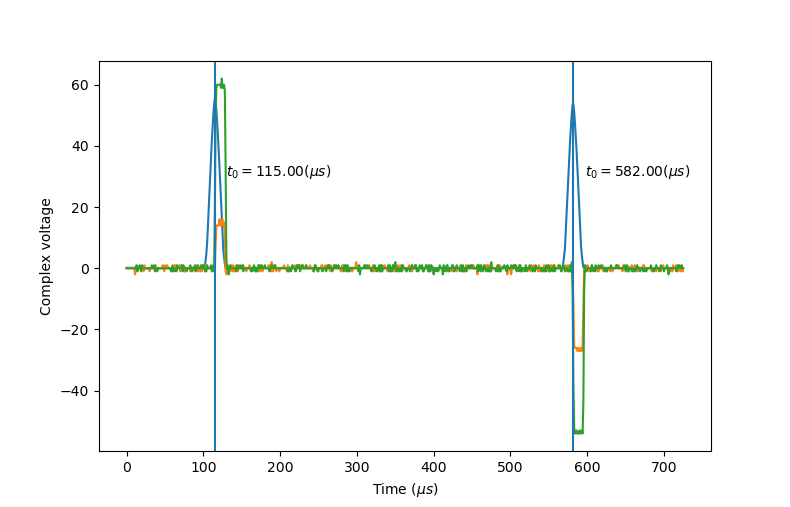 60
40
20
0
−20
−40
Complex voltage
t₀ = 115.00(μs)
t₀ = 582.00(μs)
0 100 200 300 400 500 600 700
Time (μs)